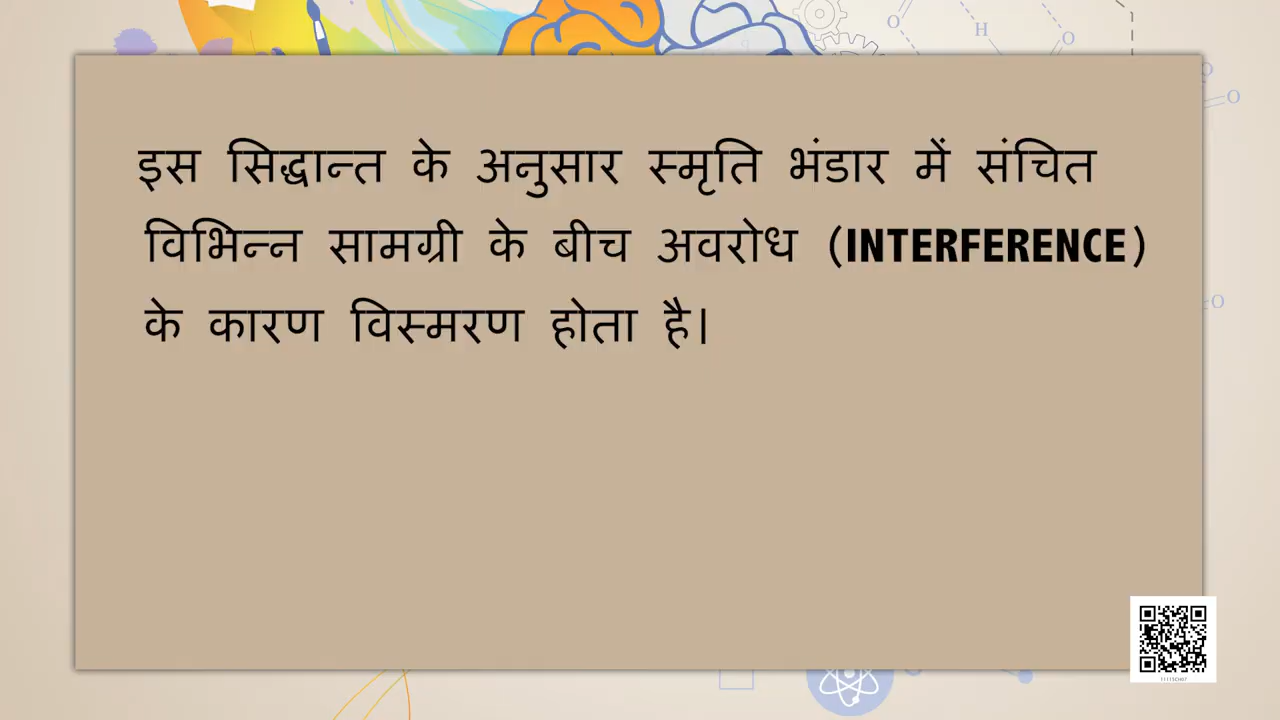 इस सिद्धान्त के अनुसार स्मृति भंडार में संचित
विभिन्न सामग्री के बीच अवरोध (INTERFERENCE)
के कारण विस्मरण होता है।
H
O
O
O
O
O